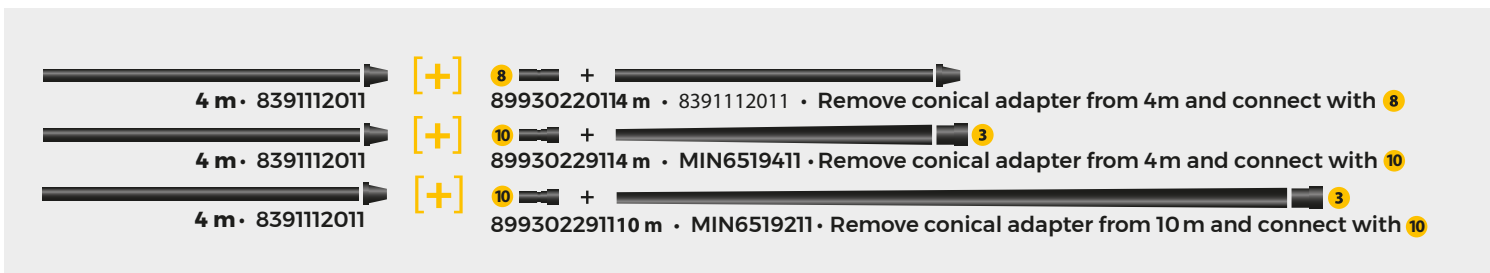 [+] 8 +
4 m · 8391112011 89930220114 m · 8391112011 · Remove conical adapter from 4m and connect with 8
[+] 10 + 3
4 m · 8391112011 89930229114 m · MIN6519411 · Remove conical adapter from 4m and connect with 10
[+] 10 + 3
4 m · 8391112011 899302291110 m · MIN6519211 · Remove conical adapter from 10 m and connect with 10